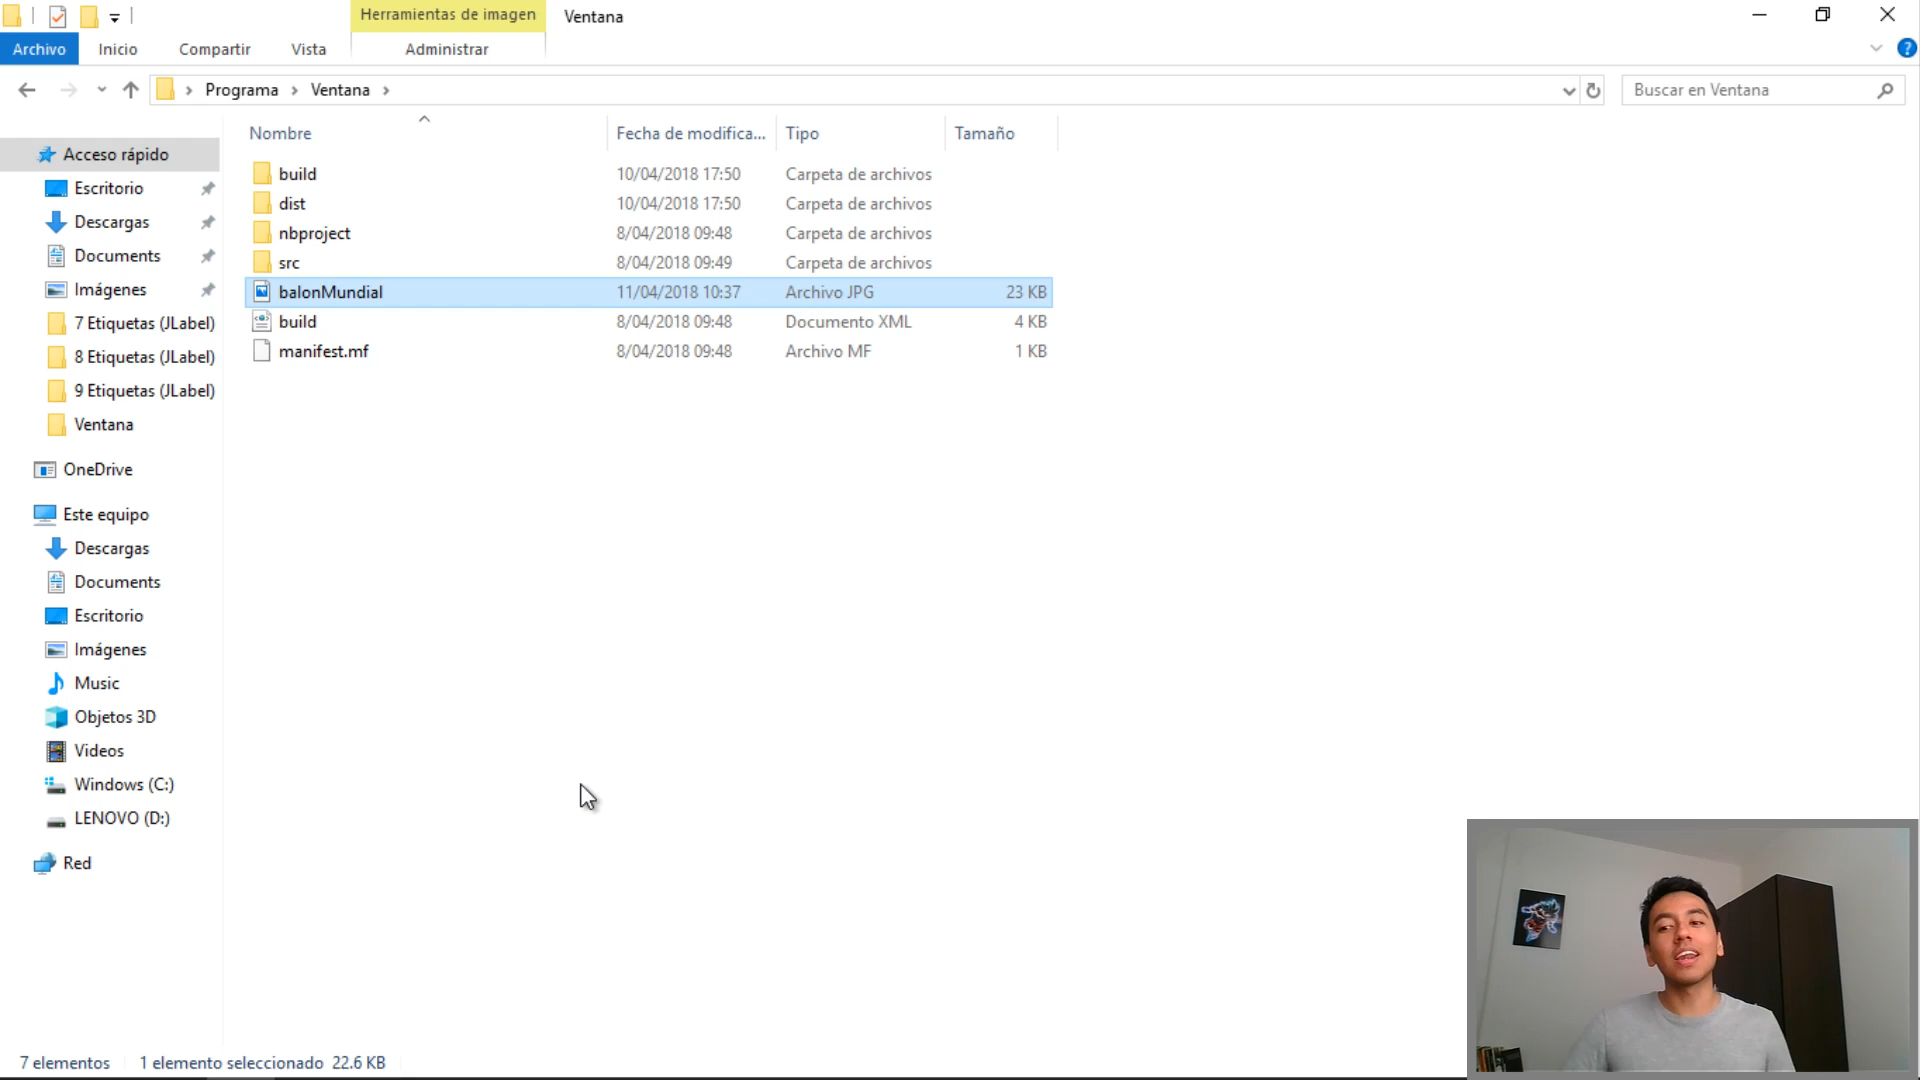 Herramientas de imagen
Ventana
Archivo
Inicio
Compartir
Vista
Administrar
Programa
Ventana
Buscar en Ventana
Nombre
Fecha de modifica...
Tipo
Tamaño
build 10/04/2018 17:50 Carpeta de archivos
dist 10/04/2018 17:50 Carpeta de archivos
nbproject 8/04/2018 09:48 Carpeta de archivos
src 8/04/2018 09:49 Carpeta de archivos
balonMundial 11/04/2018 10:37 Archivo JPG 23 KB
build 8/04/2018 09:48 Documento XML 4 KB
manifest.mf 8/04/2018 09:48 Archivo MF 1 KB
Acceso rápido
Escritorio
Descargas
Documents
Imágenes
7 Etiquetas (JLabel)
8 Etiquetas (JLabel)
9 Etiquetas (JLabel)
Ventana
OneDrive
Este equipo
Descargas
Documents
Escritorio
Imágenes
Music
Objetos 3D
Videos
Windows (C:)
LENOVO (D:)
Red
7 elementos
1 elemento seleccionado 22.6 KB